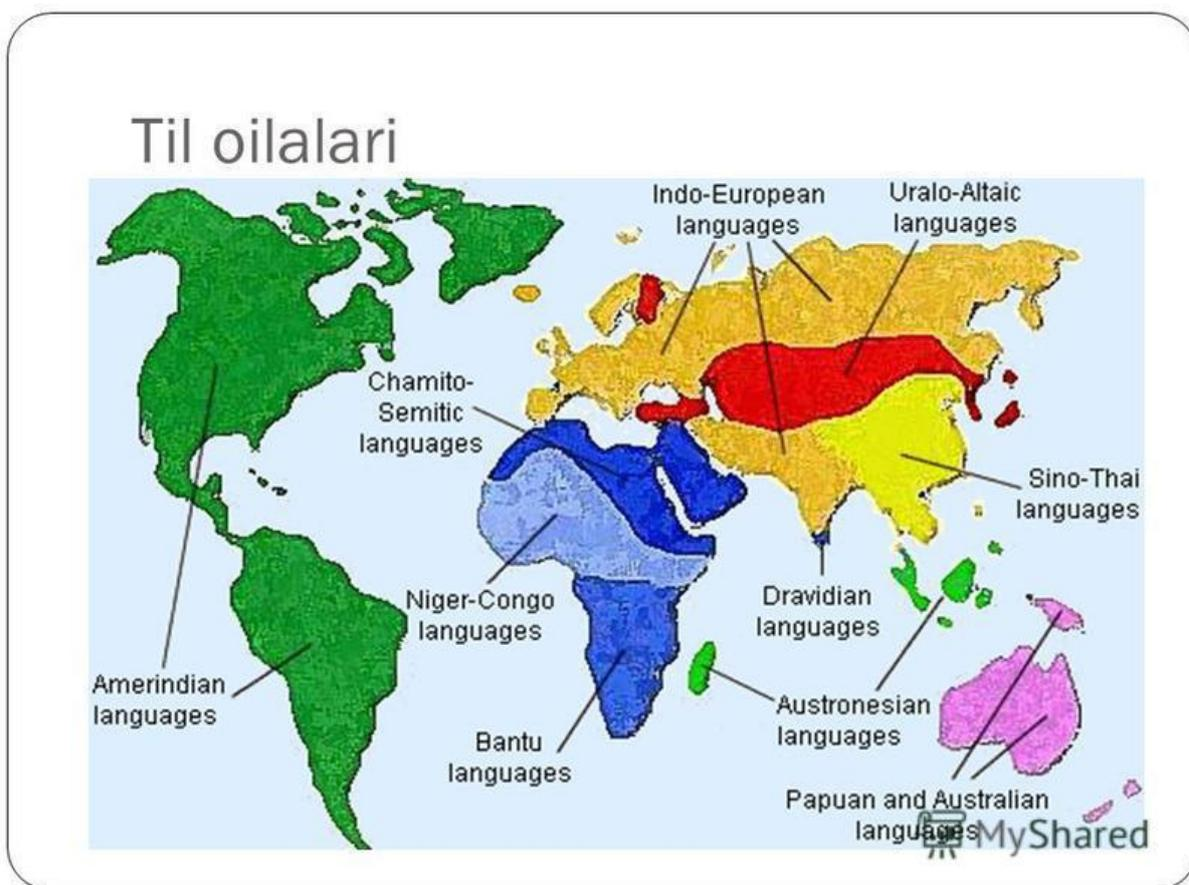 Til oilalari
Indo-European
languages
Uralo-Altaic
languages
Chamito-
Semitic
languages
Sino-Thai
languages
Niger-Congo
languages
Dravidian
languages
Amerindian
languages
Bantu
languages
Austronesian
languages
Papuan and Australian
languages
MyShared